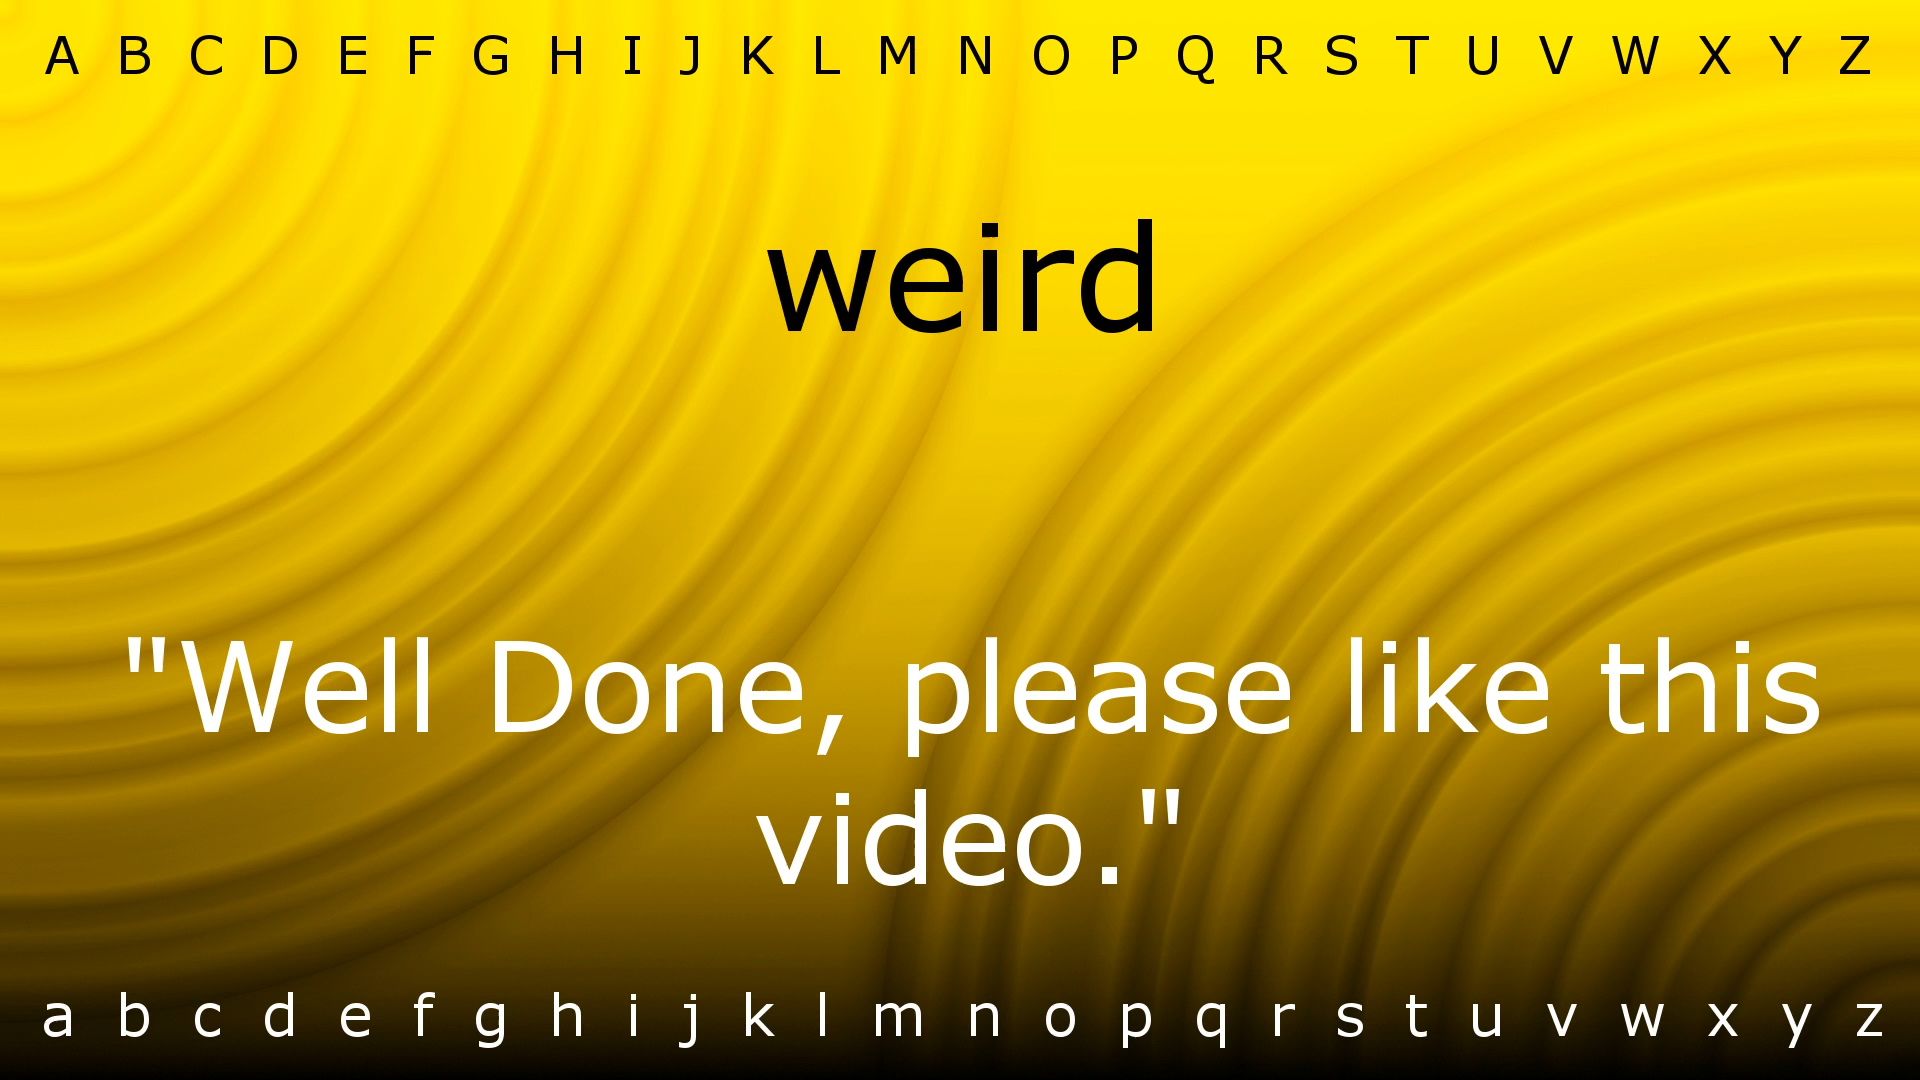 A B C D E F G H I J K L M N O P Q R S T U V W X Y Z
weird
"Well Done, please like this
video."
a b c d e f g h i j k l m n o p q r s t u v w x y z